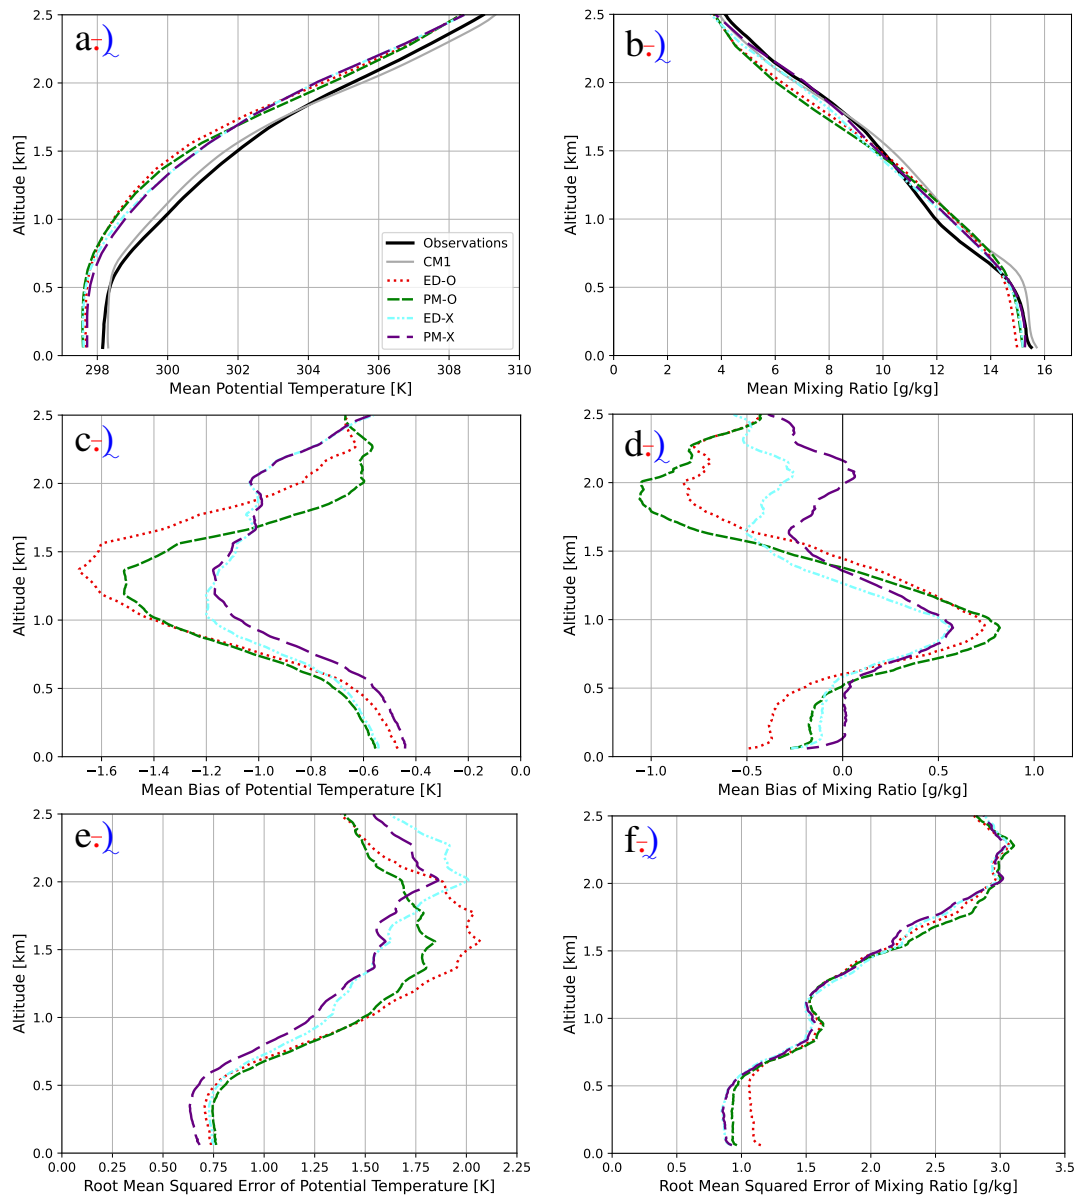 a.)
2.5
2.0
1.5
1.0
0.5
0.0
Altitude [km]
298 300 302 304 306 308 310
Mean Potential Temperature [K]
Observations
CM1
ED-O
PM-O
ED-X
PM-X
b.)
2.5
2.0
1.5
1.0
0.5
0.0
Altitude [km]
0 2 4 6 8 10 12 14 16
Mean Mixing Ratio [g/kg]
c.)
2.5
2.0
1.5
1.0
0.5
0.0
Altitude [km]
−1.6 −1.4 −1.2 −1.0 −0.8 −0.6 −0.4 −0.2 0.0
Mean Bias of Potential Temperature [K]
d.)
2.5
2.0
1.5
1.0
0.5
0.0
Altitude [km]
−1.0 −0.5 0.0 0.5 1.0
Mean Bias of Mixing Ratio [g/kg]
e.)
2.5
2.0
1.5
1.0
0.5
0.0
Altitude [km]
0.00 0.25 0.50 0.75 1.00 1.25 1.50 1.75 2.00 2.25
Root Mean Squared Error of Potential Temperature [K]
f.)
2.5
2.0
1.5
1.0
0.5
0.0
Altitude [km]
0.0 0.5 1.0 1.5 2.0 2.5 3.0 3.5
Root Mean Squared Error of Mixing Ratio [g/kg]